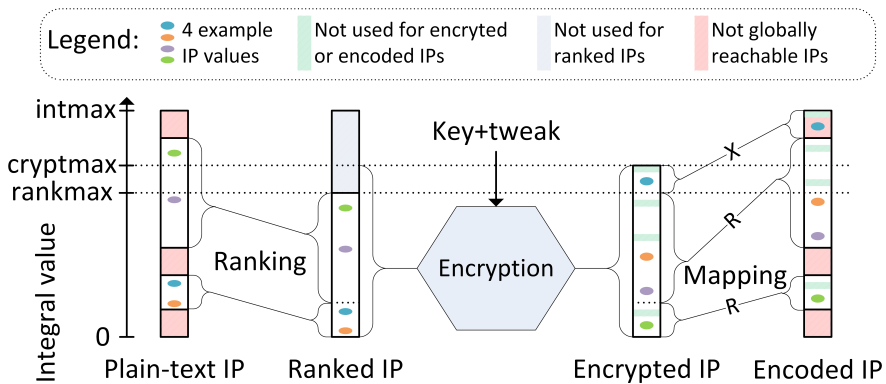 Legend:
4 example
IP values
Not used for encryted
or encoded IPs
Not used for
ranked IPs
Not globally
reachable IPs
intmax
cryptmax
rankmax
0
Integral value
Key+tweak
Ranking
Encryption
Mapping
X
R
R
Plain-text IP
Ranked IP
Encrypted IP
Encoded IP